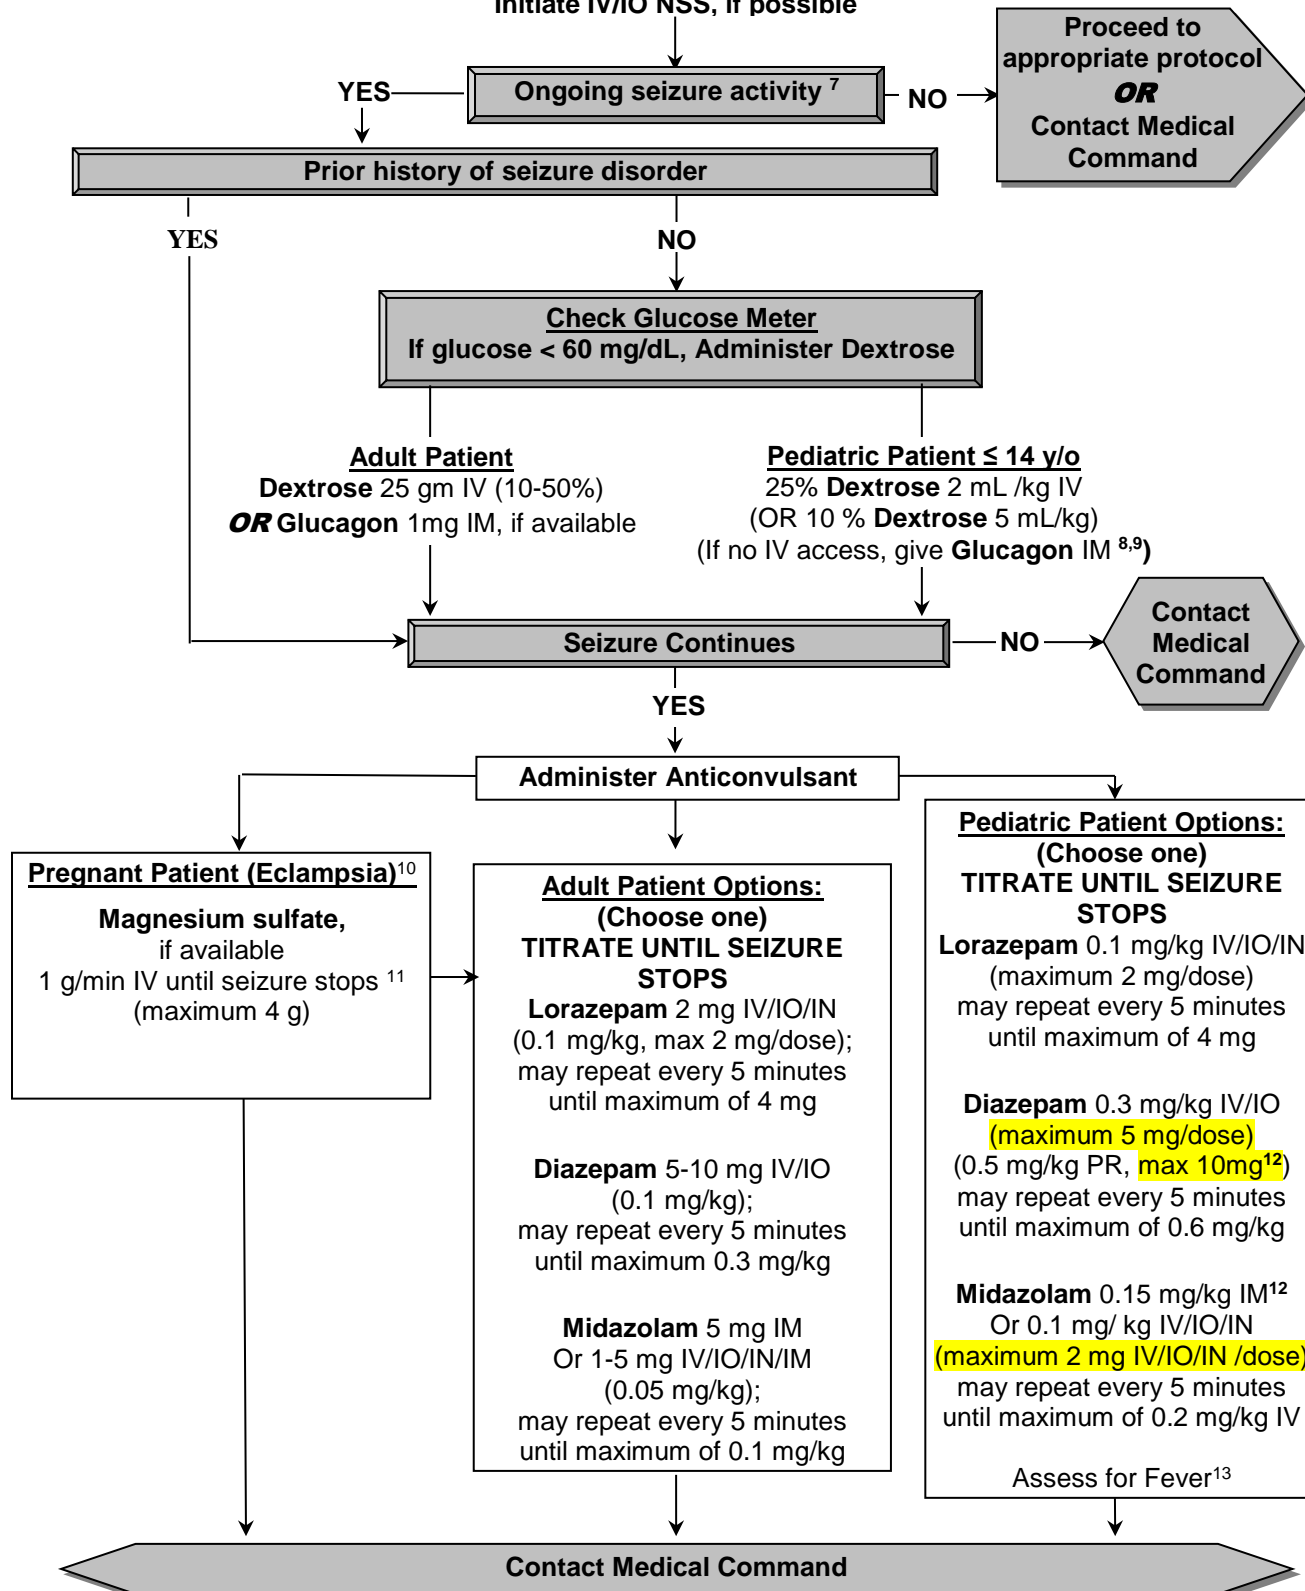 Initiate IV/IO NSS, if possible
Proceed to
appropriate protocol
OR
Contact Medical
Command
YES
Ongoing seizure activity 7
NO
Prior history of seizure disorder
YES
NO
Check Glucose Meter
If glucose < 60 mg/dL, Administer Dextrose
Adult Patient
Dextrose 25 gm IV (10-50%)
OR Glucagon 1mg IM, if available
Pediatric Patient ≤ 14 y/o
25% Dextrose 2 mL /kg IV
(OR 10 % Dextrose 5 mL/kg)
(If no IV access, give Glucagon IM 8,9)
Seizure Continues
NO
Contact
Medical
Command
YES
Administer Anticonvulsant
Pregnant Patient (Eclampsia)10
Magnesium sulfate,
if available
1 g/min IV until seizure stops 11
(maximum 4 g)
Adult Patient Options:
(Choose one)
TITRATE UNTIL SEIZURE
STOPS
Lorazepam 2 mg IV/IO/IN
(0.1 mg/kg, max 2 mg/dose);
may repeat every 5 minutes
until maximum of 4 mg
Diazepam 5-10 mg IV/IO
(0.1 mg/kg);
may repeat every 5 minutes
until maximum 0.3 mg/kg
Midazolam 5 mg IM
Or 1-5 mg IV/IO/IN/IM
(0.05 mg/kg);
may repeat every 5 minutes
until maximum of 0.1 mg/kg
Pediatric Patient Options:
(Choose one)
TITRATE UNTIL SEIZURE
STOPS
Lorazepam 0.1 mg/kg IV/IO/IN
(maximum 2 mg/dose)
may repeat every 5 minutes
until maximum of 4 mg
Diazepam 0.3 mg/kg IV/IO
(maximum 5 mg/dose)
(0.5 mg/kg PR, max 10mg12)
may repeat every 5 minutes
until maximum of 0.6 mg/kg
Midazolam 0.15 mg/kg IM12
Or 0.1 mg/ kg IV/IO/IN
(maximum 2 mg IV/IO/IN /dose)
may repeat every 5 minutes
until maximum of 0.2 mg/kg IV
Assess for Fever13
Contact Medical Command